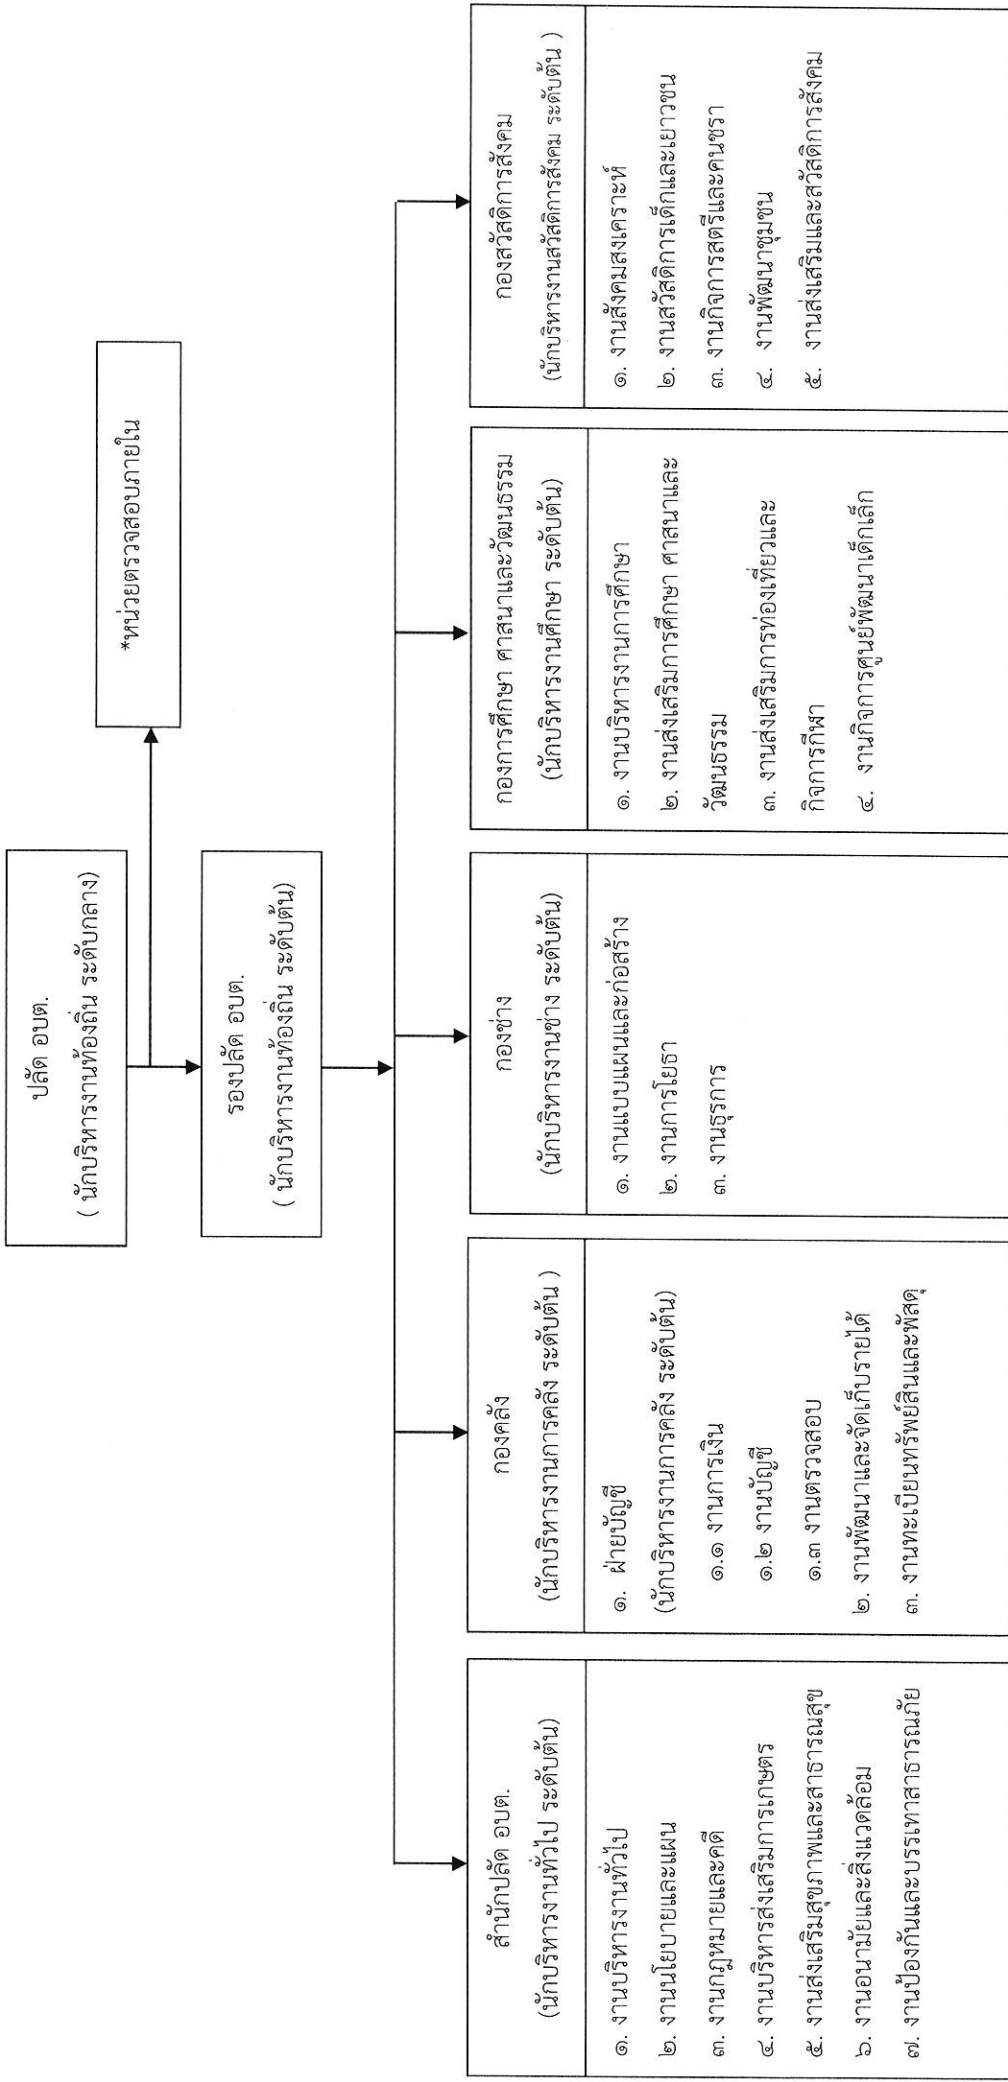 ปลัด อบต.
( นักบริหารงานท้องถิ่น ระดับกลาง)
*หน่วยตรวจสอบภายใน
รองปลัด อบต.
( นักบริหารงานท้องถิ่น ระดับต้น)
สำนักปลัด อบต.
(นักบริหารงานทั่วไป ระดับต้น)
๑. งานบริหารงานทั่วไป
๒. งานนโยบายและแผน
๓. งานกฎหมายและคดี
๔. งานบริหารส่งเสริมการเกษตร
๕. งานส่งเสริมสุขภาพและสาธารณสุข
๖. งานอนามัยและสิ่งแวดล้อม
๗. งานป้องกันและบรรเทาสาธารณภัย
กองคลัง
(นักบริหารงานการคลัง ระดับต้น )
๑. ฝ่ายบัญชี
(นักบริหารงานการคลัง ระดับต้น)
๑.๑ งานการเงิน
๑.๒ งานบัญชี
๑.๓ งานตรวจสอบ
๒. งานพัฒนาและจัดเก็บรายได้
๓. งานทะเบียนทรัพย์สินและพัสดุ
กองช่าง
(นักบริหารงานช่าง ระดับต้น)
๑. งานแบบแผนและก่อสร้าง
๒. งานการโยธา
๓. งานธุรการ
กองการศึกษา ศาสนาและวัฒนธรรม
(นักบริหารงานศึกษา ระดับต้น)
๑. งานบริหารงานการศึกษา
๒. งานส่งเสริมการศึกษา ศาสนาและ
วัฒนธรรม
๓. งานส่งเสริมการท่องเที่ยวและ
กิจการกีฬา
๔. งานกิจการศูนย์พัฒนาเด็กเล็ก
กองสวัสดิการสังคม
(นักบริหารงานสวัสดิการสังคม ระดับต้น )
๑. งานสังคมสงเคราะห์
๒. งานสวัสดิการเด็กและเยาวชน
๓. งานกิจการสตรีและคนชรา
๔. งานพัฒนาชุมชน
๕. งานส่งเสริมและสวัสดิการสังคม